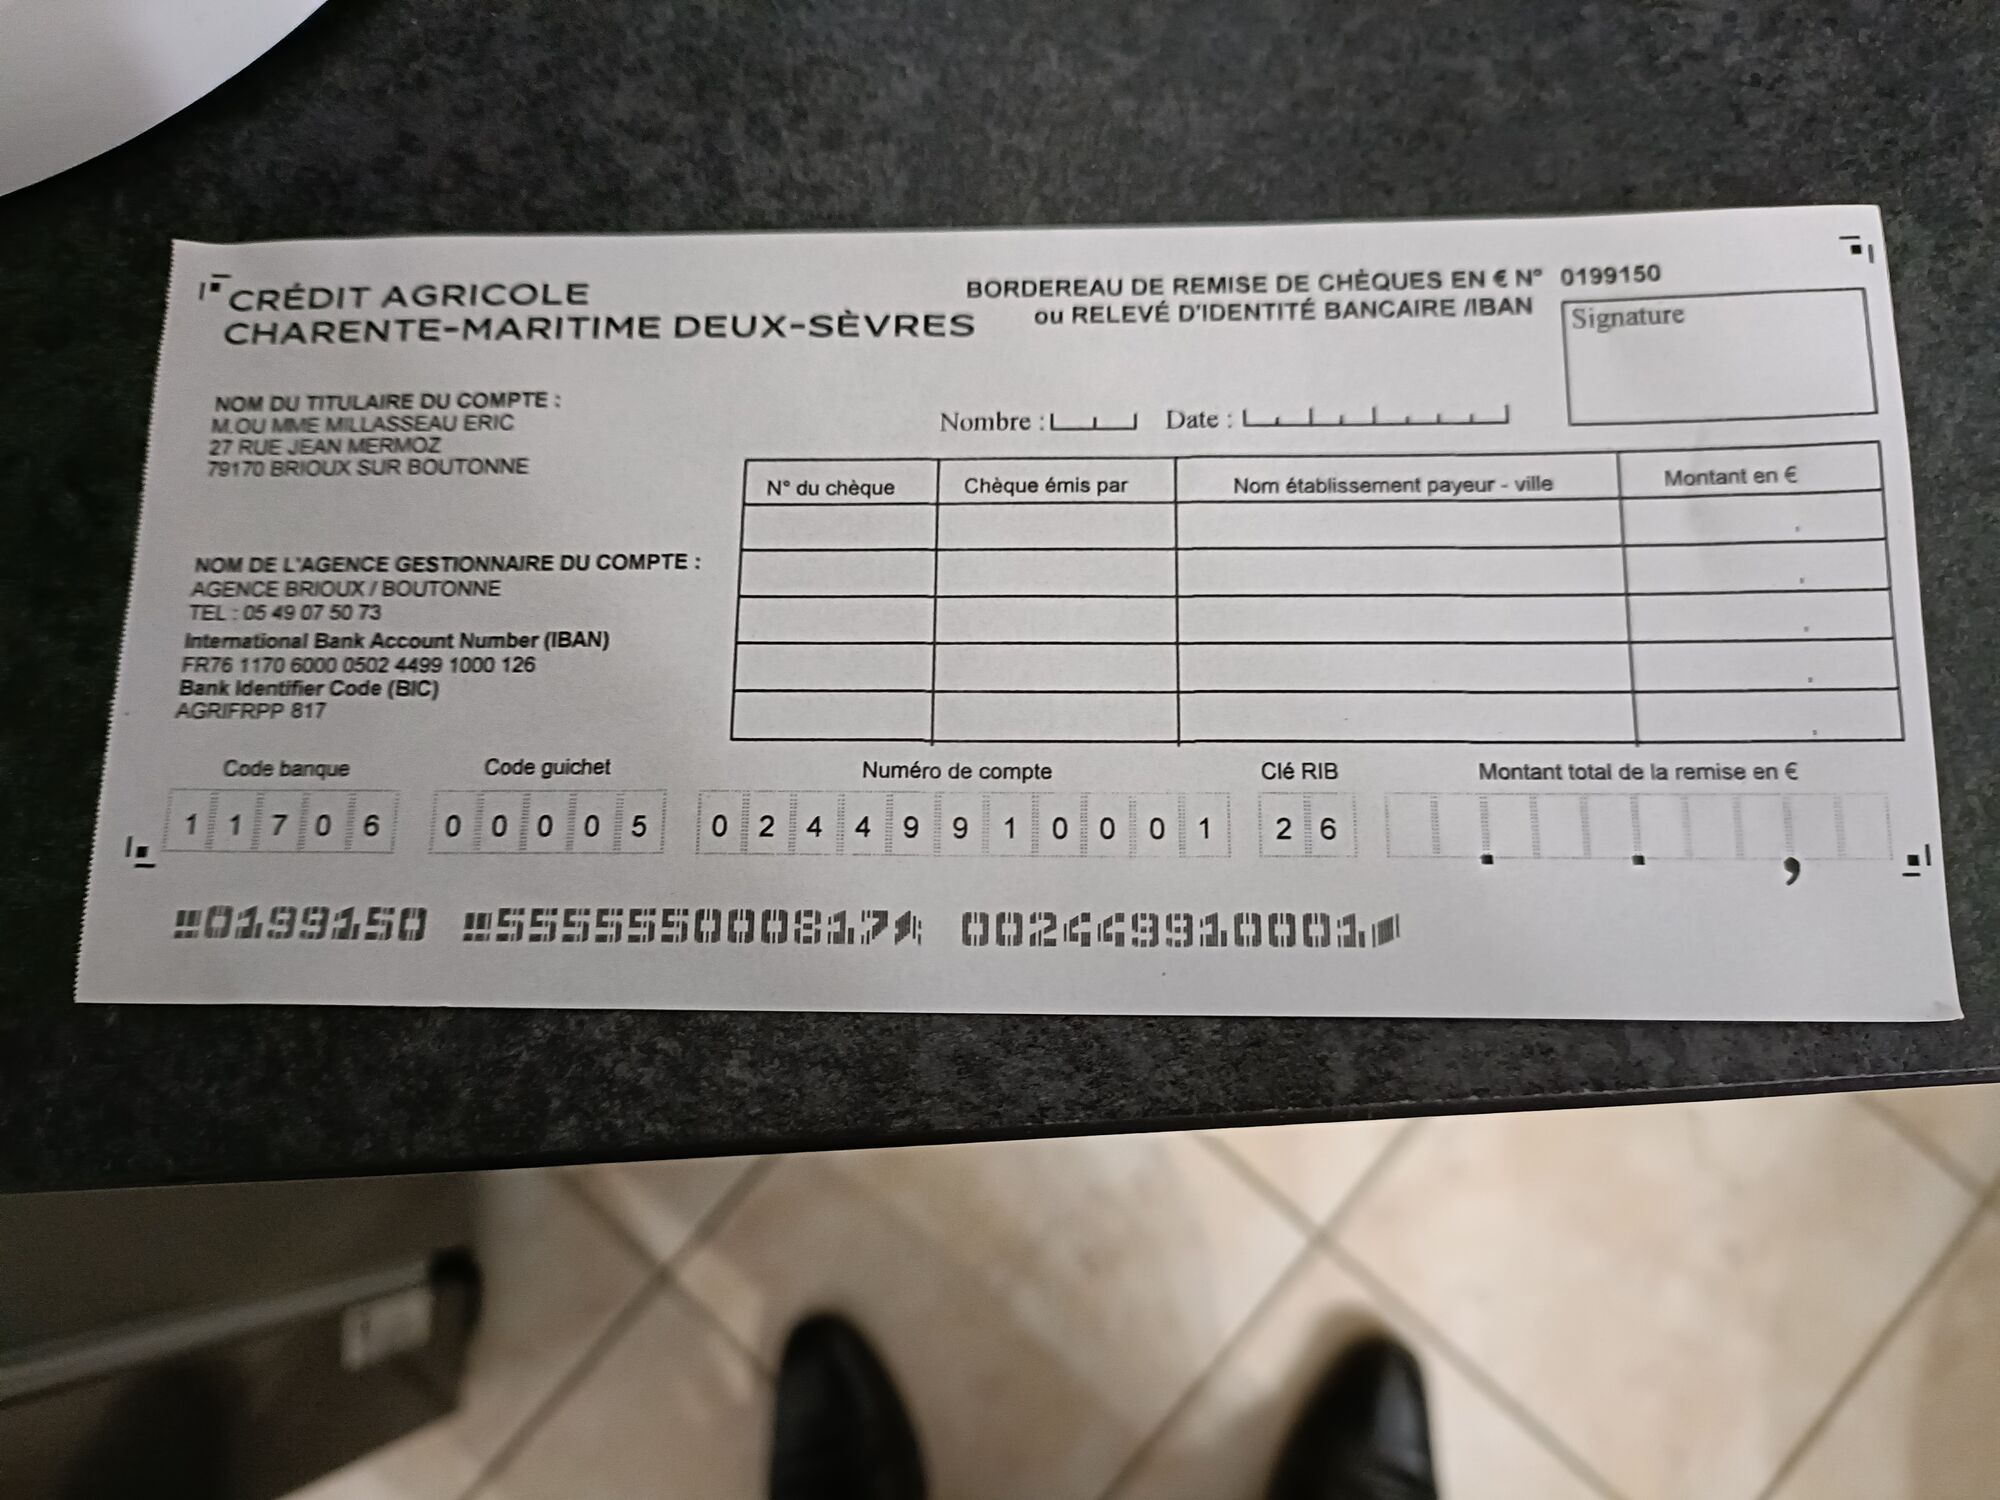 CRÉDIT AGRICOLE
CHARENTE-MARITIME DEUX-SÈVRES
BORDEREAU DE REMISE DE CHÈQUES EN € N° 0199150
ou RELEVÉ D'IDENTITÉ BANCAIRE /IBAN
Signature
NOM DU TITULAIRE DU COMPTE :
M.OU MME MILLASSEAU ERIC
27 RUE JEAN MERMOZ
79170 BRIOUX SUR BOUTONNE
Nombre : Date :
N° du chèque Chèque émis par Nom établissement payeur - ville Montant en €
NOM DE L'AGENCE GESTIONNAIRE DU COMPTE :
AGENCE BRIOUX / BOUTONNE
TEL : 05 49 07 50 73
International Bank Account Number (IBAN)
FR76 1170 6000 0502 4499 1000 126
Bank Identifier Code (BIC)
AGRIFRPP 817
Code banque Code guichet Numéro de compte Clé RIB Montant total de la remise en €
1 1 7 0 6 0 0 0 0 5 0 2 4 4 9 9 1 0 0 0 1 2 6
0199150 555555000817 002449910001